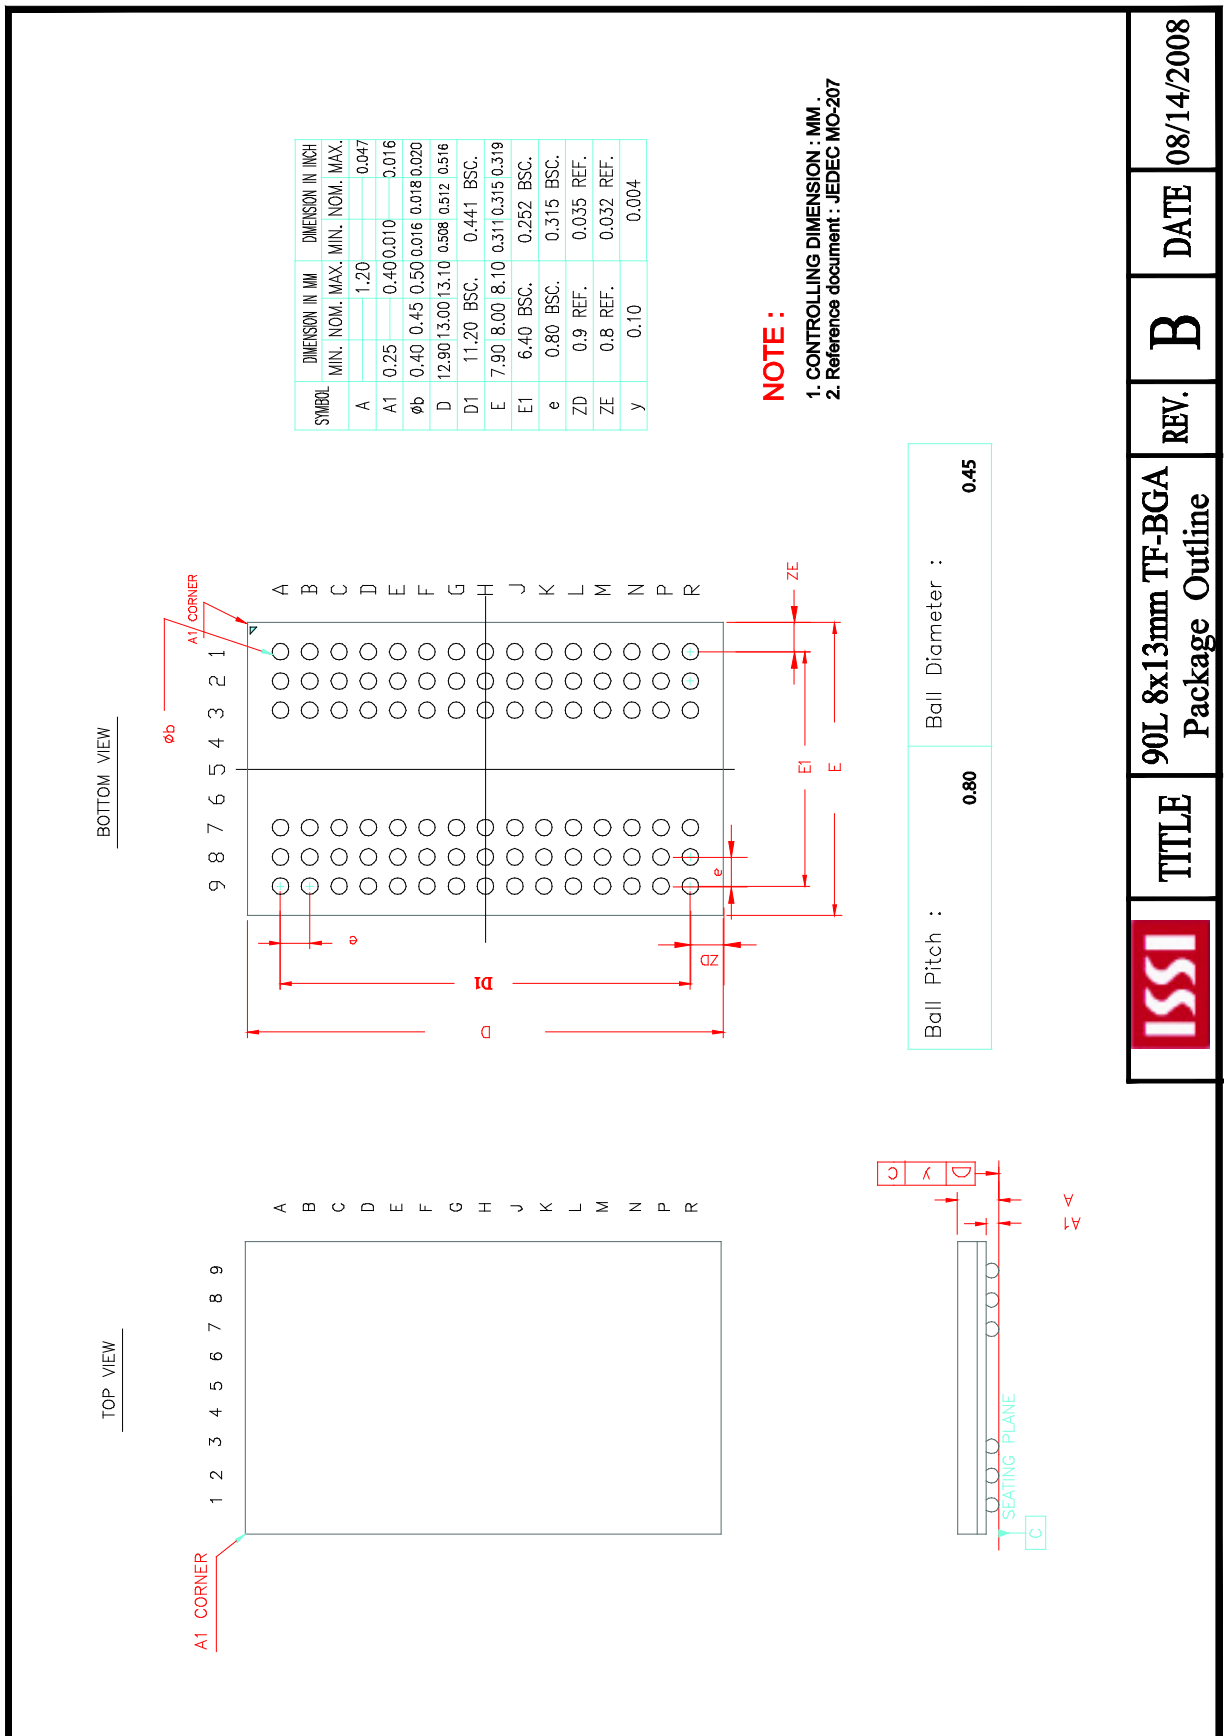 TOP VIEW
A1 CORNER
1 2 3 4 5 6 7 8 9
A
B
C
D
E
F
G
H
J
K
L
M
N
P
R
BOTTOM VIEW
Øb
A1 CORNER
9 8 7 6 5 4 3 2 1
A
B
C
D
E
F
G
H
J
K
L
M
N
P
R
e
D1
D
ZD
e
E1
E
ZE
SYMBOL DIMENSION IN MM DIMENSION IN INCH
MIN. NOM. MAX. MIN. NOM. MAX.
A 1.20 0.047
A1 0.25 0.40 0.010 0.016
Øb 0.40 0.45 0.50 0.016 0.018 0.020
D 12.90 13.00 13.10 0.508 0.512 0.516
D1 11.20 BSC. 0.441 BSC.
E 7.90 8.00 8.10 0.311 0.315 0.319
E1 6.40 BSC. 0.252 BSC.
e 0.80 BSC. 0.315 BSC.
ZD 0.9 REF. 0.035 REF.
ZE 0.8 REF. 0.032 REF.
y 0.10 0.004
NOTE :
1. CONTROLLING DIMENSION : MM .
2. Reference document : JEDEC MO-207
C
SEATING PLANE
A1
A
C y
Ball Pitch : 0.80
Ball Diameter : 0.45
ISSI
TITLE
90L 8x13mm TF-BGA
Package Outline
REV.
B
DATE
08/14/2008